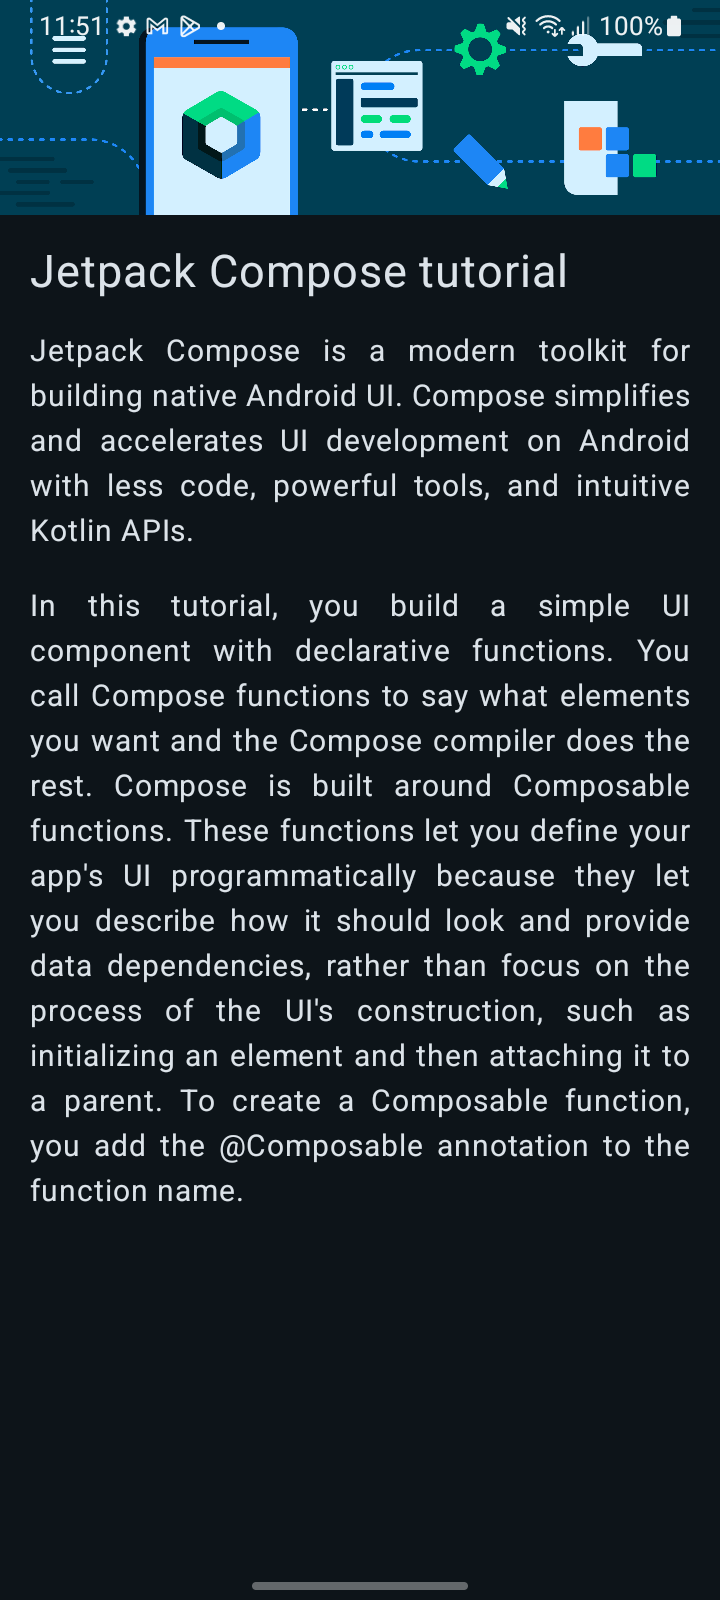 11:51 100%
Jetpack Compose tutorial
Jetpack Compose is a modern toolkit for
building native Android UI. Compose simplifies
and accelerates UI development on Android
with less code, powerful tools, and intuitive
Kotlin APIs.
In this tutorial, you build a simple UI
component with declarative functions. You
call Compose functions to say what elements
you want and the Compose compiler does the
rest. Compose is built around Composable
functions. These functions let you define your
app's UI programmatically because they let
you describe how it should look and provide
data dependencies, rather than focus on the
process of the UI's construction, such as
initializing an element and then attaching it to
a parent. To create a Composable function,
you add the @Composable annotation to the
function name.